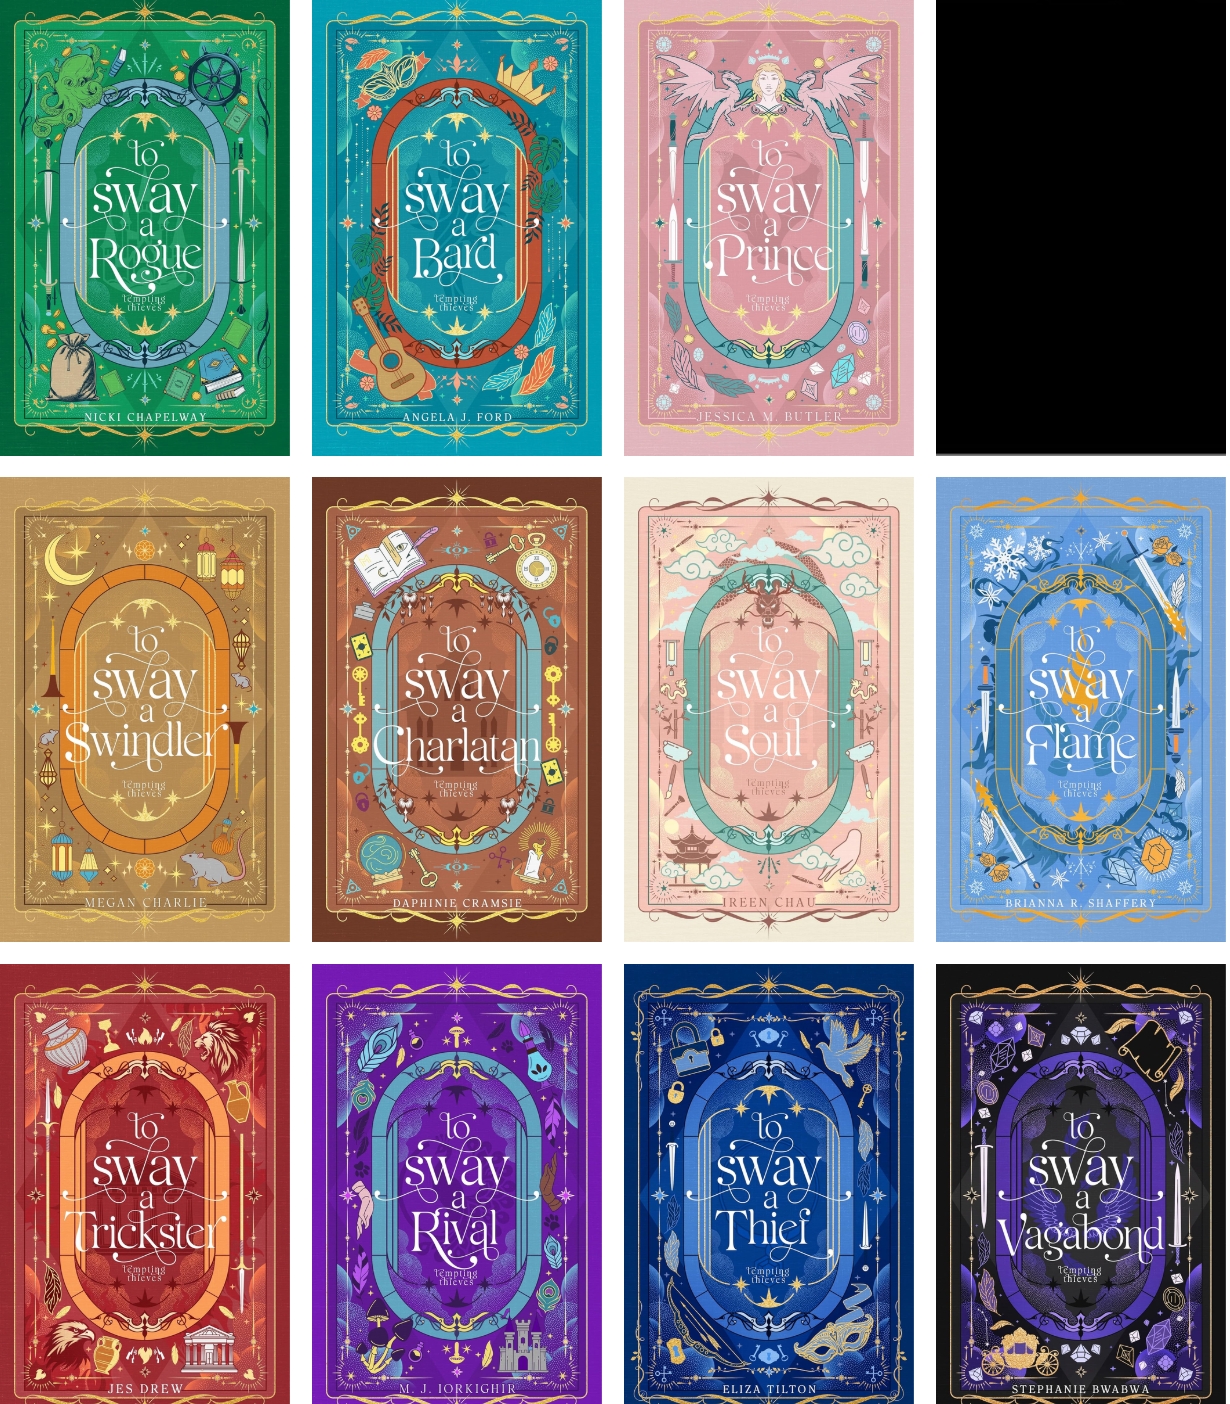 to
sway
a
Rogue
tempting
thieves
NICKI CHAPELWAY
to
sway
a
Bard
tempting
thieves
ANGELA J. FORD
to
sway
a
Prince
tempting
thieves
JESSICA M. BUTLER
to
sway
a
Swindler
tempting
thieves
MEGAN CHARLIE
to
sway
a
Charlatan
tempting
thieves
DAPHINIE CRAMSIE
to
sway
a
Soul
tempting
thieves
IREEN CHAU
to
sway
a
Flame
tempting
thieves
BRIANNA R. SHAFFERY
to
sway
a
Trickster
tempting
thieves
JES DREW
to
sway
a
Rival
tempting
thieves
M. J. IORKIGHIR
to
sway
a
Thief
tempting
thieves
ELIZA TILTON
to
sway
a
Vagabond
tempting
thieves
STEPHANIE BWABWA